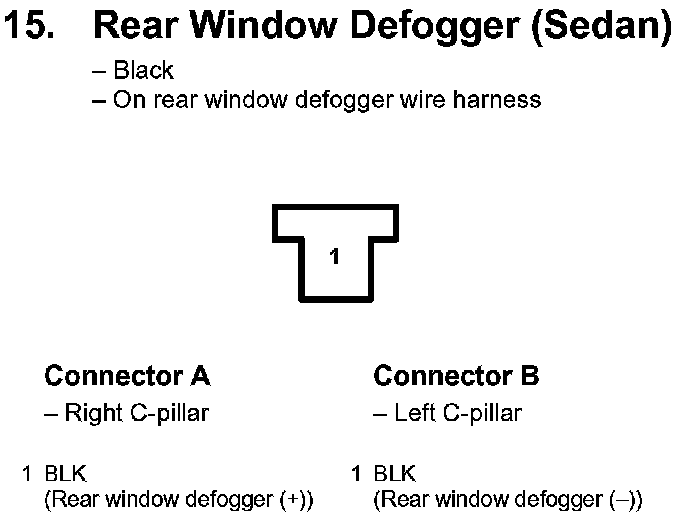 15. Rear Window Defogger (Sedan)
– Black
– On rear window defogger wire harness
1
Connector A
– Right C-pillar
1 BLK
(Rear window defogger (+))
Connector B
– Left C-pillar
1 BLK
(Rear window defogger (–))